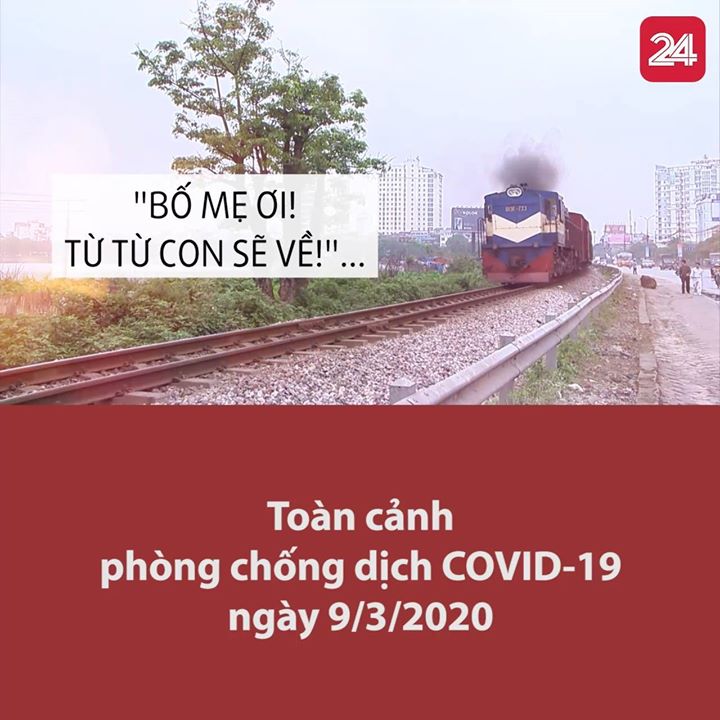 24
"BỐ MẸ ƠI!
TỪ TỪ CON SẼ VỀ!"...
Toàn cảnh
phòng chống dịch COVID-19
ngày 9/3/2020